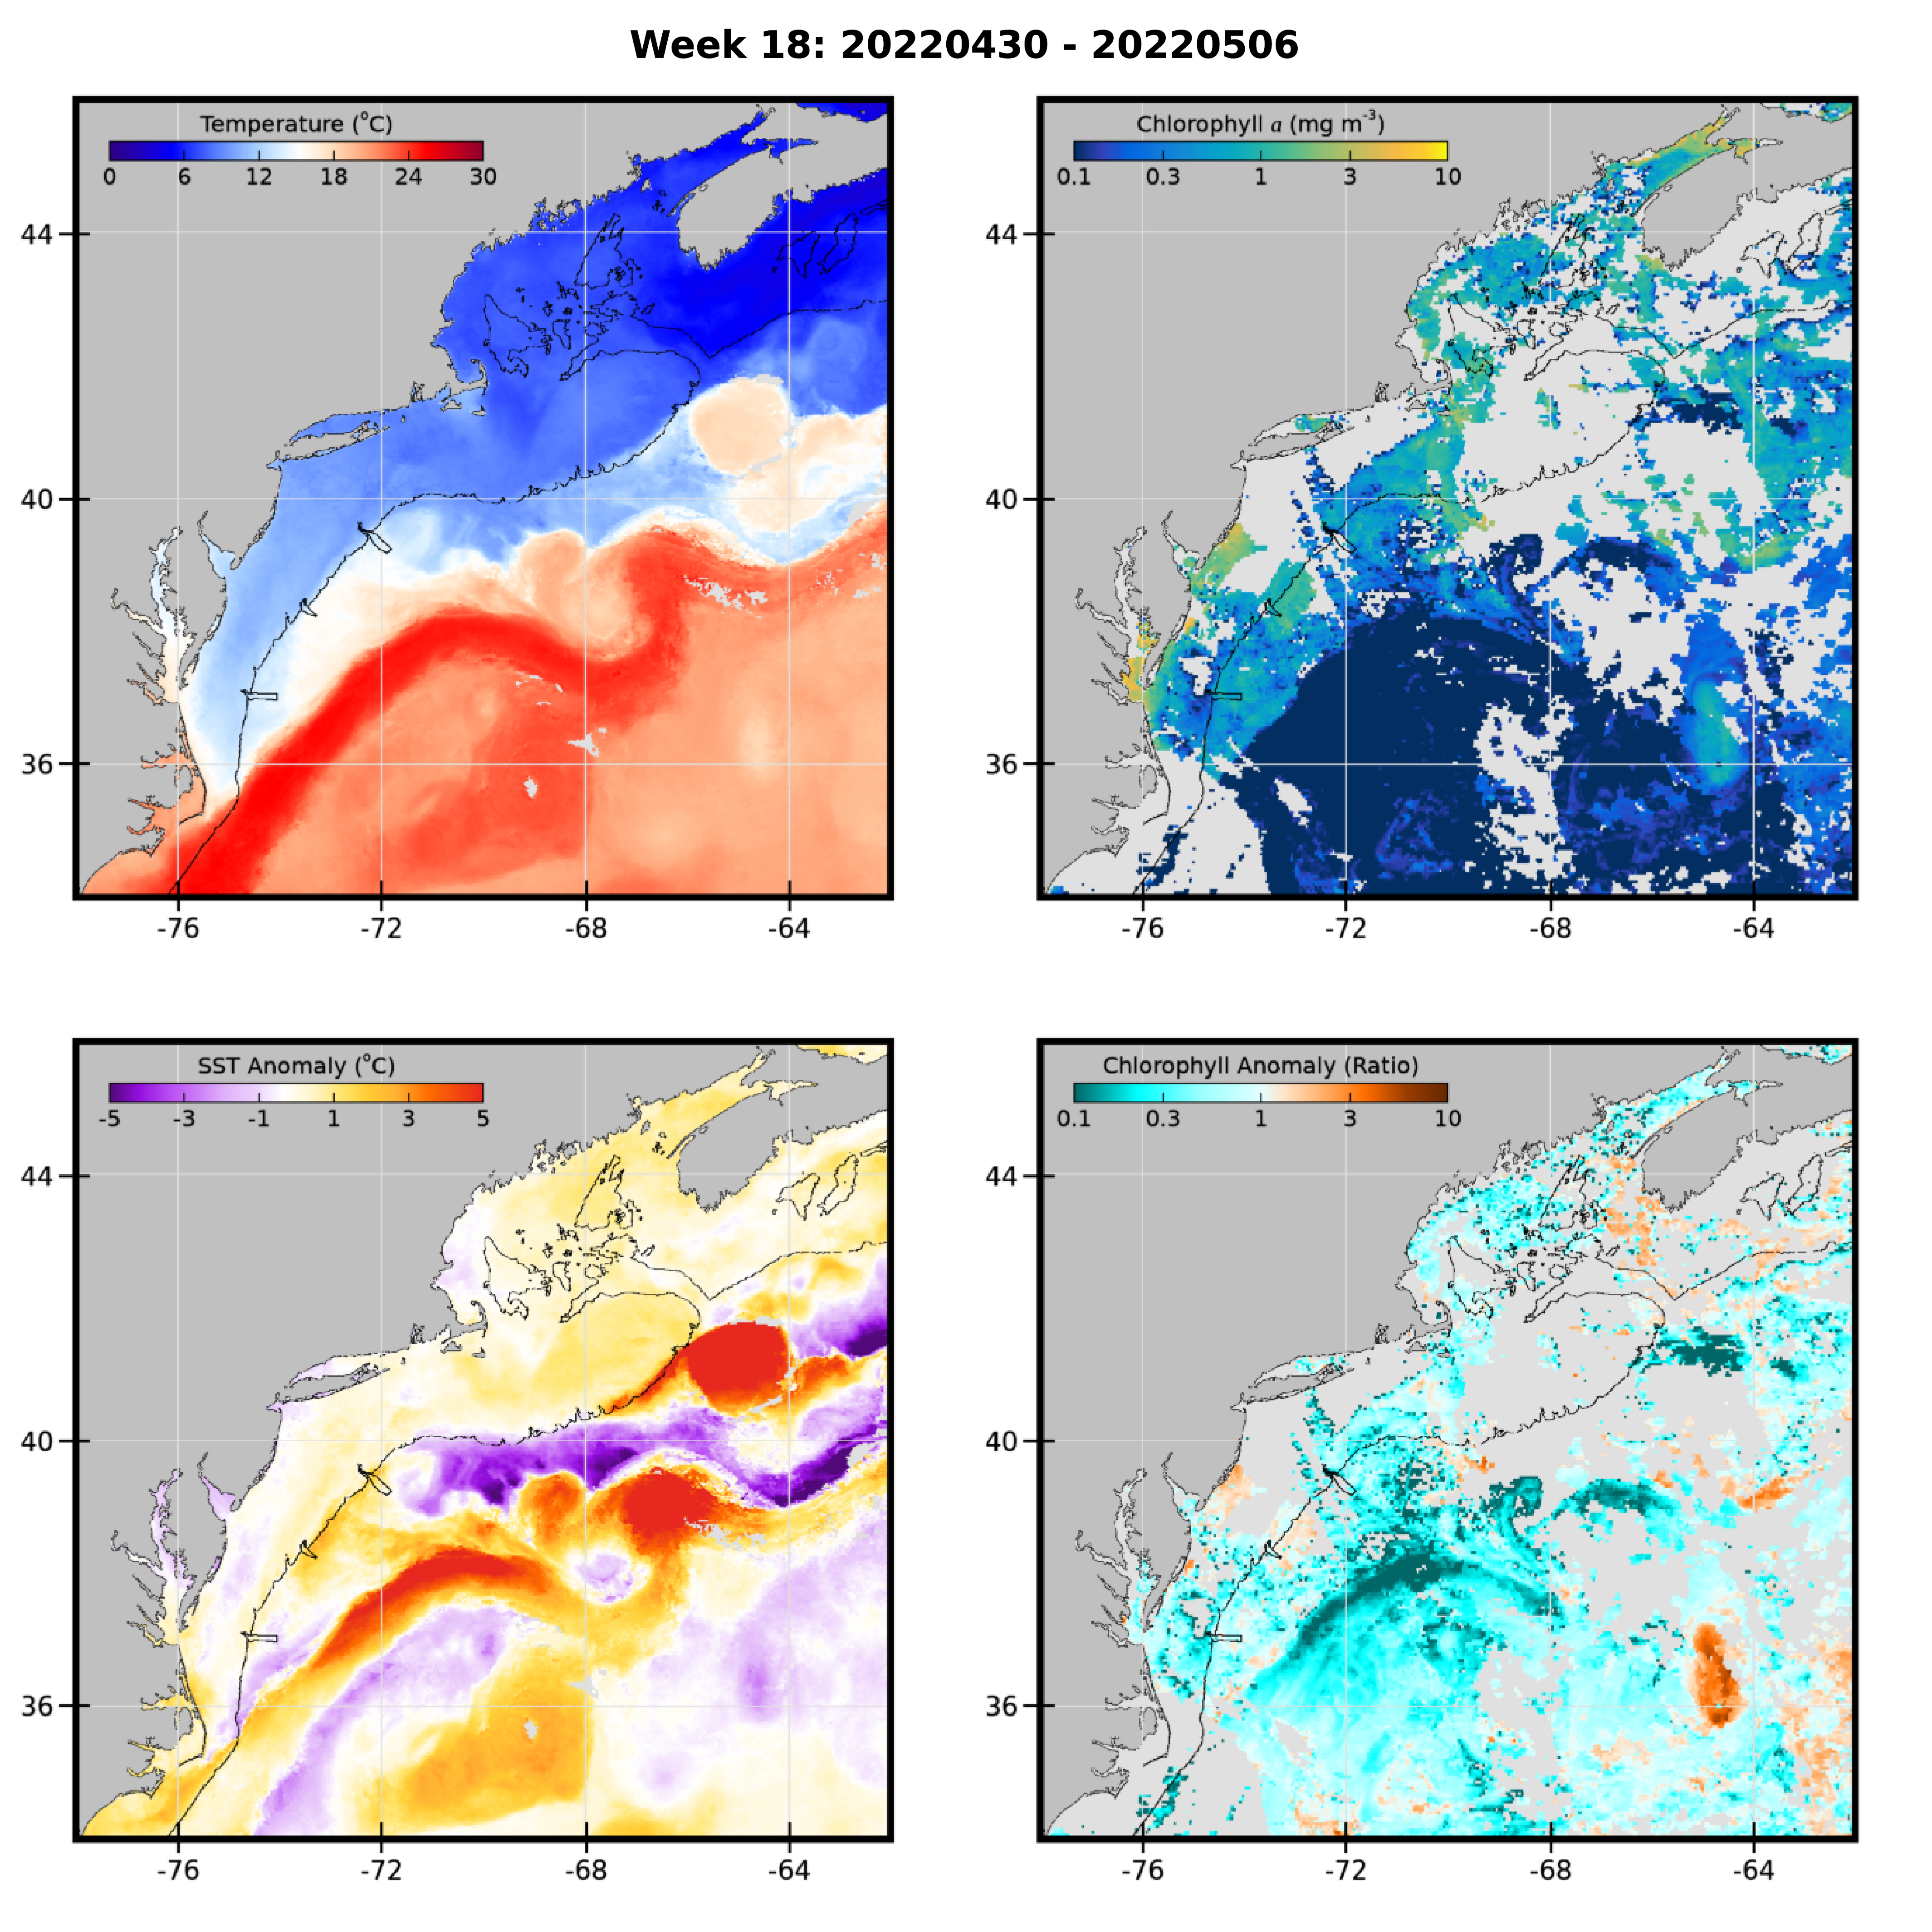 Week 18: 20220430 - 20220506
Temperature (°C)
0 6 12 18 24 30
44
40
36
-76 -72 -68 -64
Chlorophyll a (mg m⁻³)
0.1 0.3 1 3 10
44
40
36
-76 -72 -68 -64
SST Anomaly (°C)
-5 -3 -1 1 3 5
44
40
36
-76 -72 -68 -64
Chlorophyll Anomaly (Ratio)
0.1 0.3 1 3 10
44
40
36
-76 -72 -68 -64